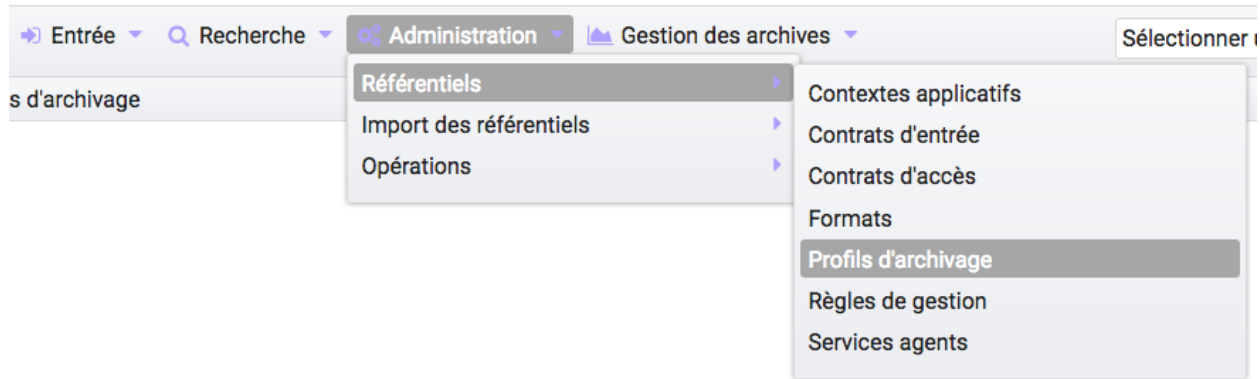 Entrée Recherche Administration Gestion des archives Sélectionner
s d'archivage
Référentiels
Import des référentiels
Opérations
Contextes applicatifs
Contrats d'entrée
Contrats d'accès
Formats
Profils d'archivage
Règles de gestion
Services agents